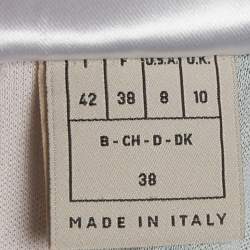 I F U.S.A. U.K.
42 38 8 10
B - CH - D - DK
38
MADE IN ITALY